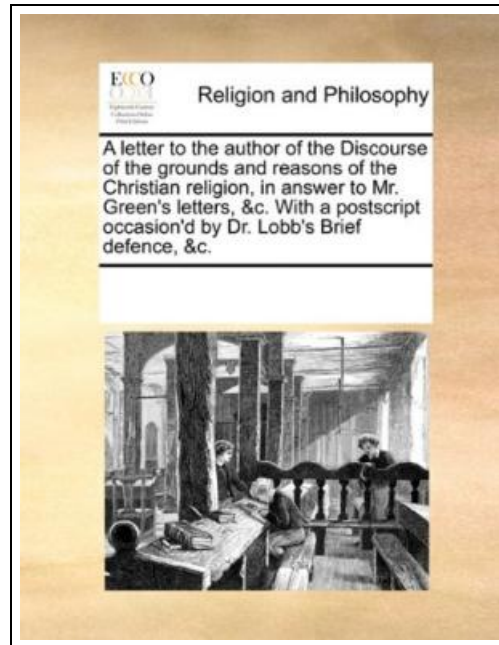 ECCO
Religion and Philosophy
A letter to the author of the Discourse
of the grounds and reasons of the
Christian religion, in answer to Mr.
Green's letters, &c. With a postscript
occasion'd by Dr. Lobb's Brief
defence, &c.